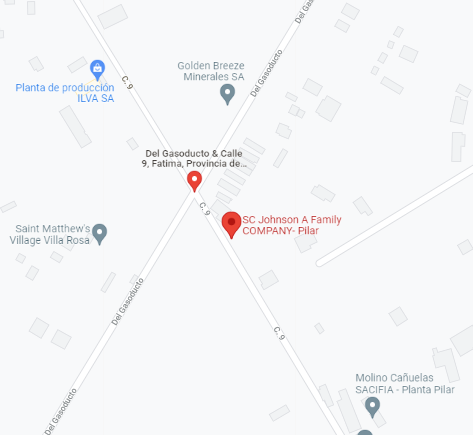 Golden Breeze
Minerales SA
Del Gasoducto
C. 9
Planta de producción
ILVA SA
Del Gasoducto & Calle
9, Fatima, Provincia de...
C. 9
SC Johnson A Family
COMPANY- Pilar
Saint Matthew's
Village Villa Rosa
Del Gasoducto
C. 9
Molino Cañuelas
SACIFIA - Planta Pilar
Del Gasoducto